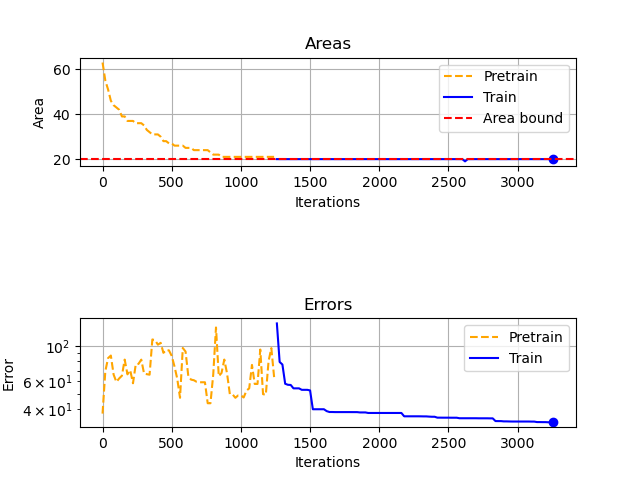 Areas
60
40
20
Area
Pretrain
Train
Area bound
0 500 1000 1500 2000 2500 3000
Iterations
Errors
10²
6 × 10¹
4 × 10¹
Error
Pretrain
Train
0 500 1000 1500 2000 2500 3000
Iterations